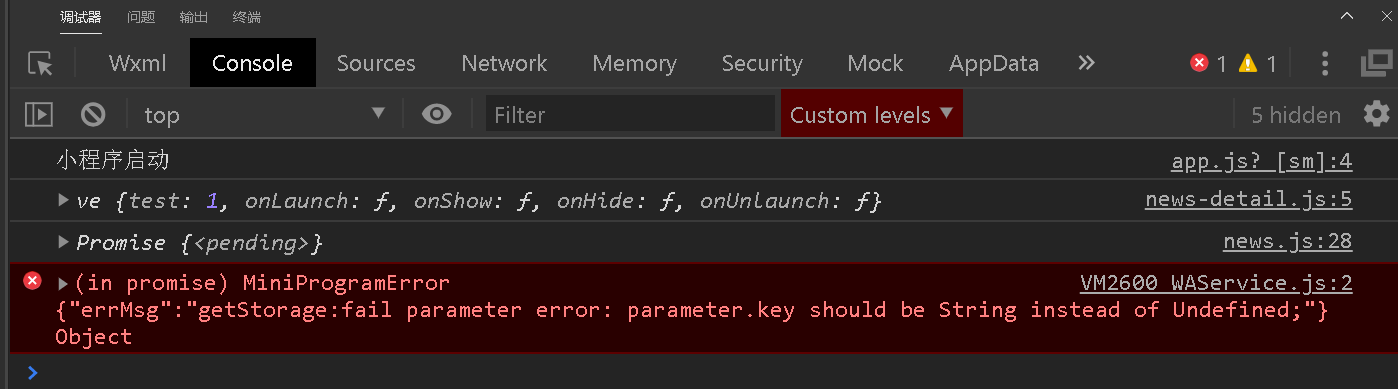 调试器 问题 输出 终端
Wxml Console Sources Network Memory Security Mock AppData » 1 1
top Filter Custom levels 5 hidden
小程序启动 app.js? [sm]:4
ve {test: 1, onLaunch: ƒ, onShow: ƒ, onHide: ƒ, onUnlaunch: ƒ} news-detail.js:5
Promise {<pending>} news.js:28
(in promise) MiniProgramError VM2600 WAService.js:2
{"errMsg":"getStorage:fail parameter error: parameter.key should be String instead of Undefined;"}
Object